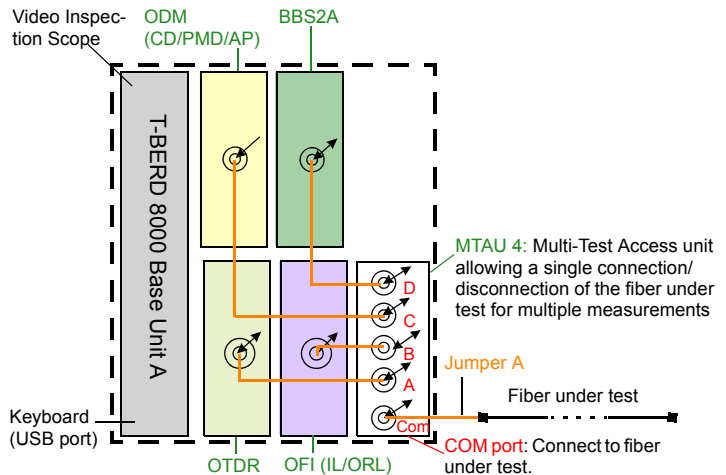 Video Inspec-
tion Scope
ODM
(CD/PMD/AP)
BBS2A
T-BERD 8000 Base Unit A
MTAU 4: Multi-Test Access unit
allowing a single connection/
disconnection of the fiber under
test for multiple measurements
D
C
B
A
Com
Jumper A
Fiber under test
Keyboard
(USB port)
OTDR
OFI (IL/ORL)
COM port: Connect to fiber
under test.